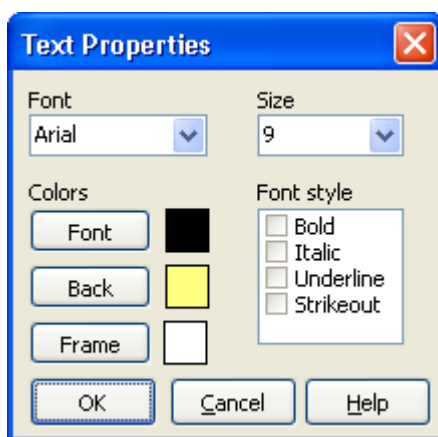 Text Properties
Font Size
Arial 9
Colors Font style
Font
Back
Frame
Bold
Italic
Underline
Strikeout
OK Cancel Help